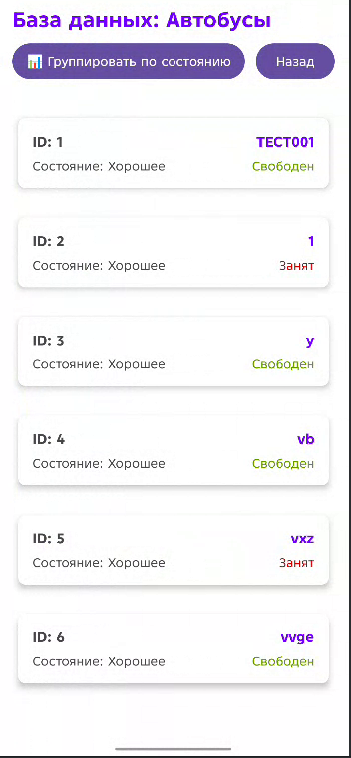 База данных: Автобусы
📊 Группировать по состоянию Назад
ID: 1 ТЕСТ001
Состояние: Хорошее Свободен
ID: 2 1
Состояние: Хорошее Занят
ID: 3 y
Состояние: Хорошее Свободен
ID: 4 vb
Состояние: Хорошее Свободен
ID: 5 vxz
Состояние: Хорошее Занят
ID: 6 vvge
Состояние: Хорошее Свободен